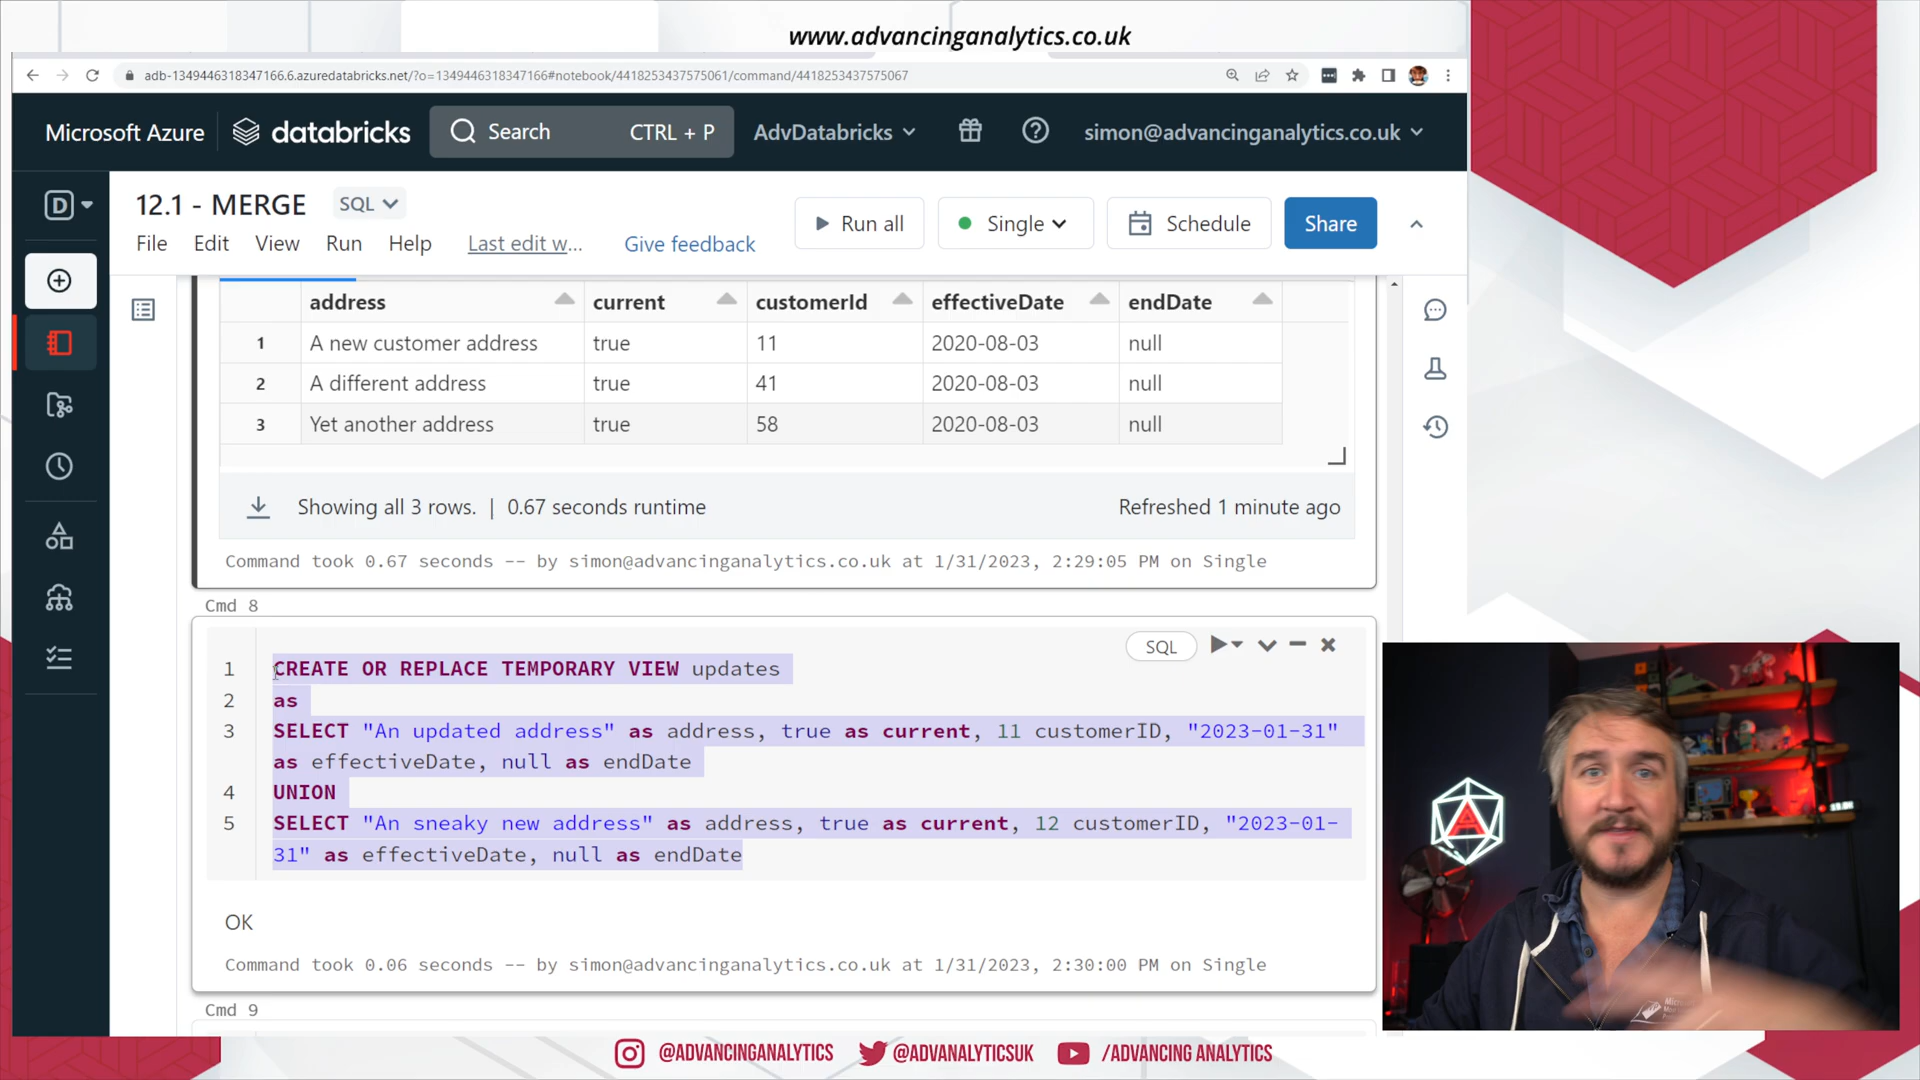 www.advancinganalytics.co.uk
adb-1349446318347166.6.azuredatabricks.net/?o=1349446318347166#notebook/4418253437575061/command/4418253437575067
Microsoft Azure databricks Search CTRL + P AdvDatabricks simon@advancinganalytics.co.uk
D
12.1 - MERGE SQL
Run all Single Schedule Share
File Edit View Run Help Last edit w... Give feedback
address current customerId effectiveDate endDate
1 A new customer address true 11 2020-08-03 null
2 A different address true 41 2020-08-03 null
3 Yet another address true 58 2020-08-03 null
Showing all 3 rows. | 0.67 seconds runtime Refreshed 1 minute ago
Command took 0.67 seconds -- by simon@advancinganalytics.co.uk at 1/31/2023, 2:29:05 PM on Single
Cmd 8
SQL
1 CREATE OR REPLACE TEMPORARY VIEW updates
2 as
3 SELECT "An updated address" as address, true as current, 11 customerID, "2023-01-31"
as effectiveDate, null as endDate
4 UNION
5 SELECT "An sneaky new address" as address, true as current, 12 customerID, "2023-01-
31" as effectiveDate, null as endDate
OK
Command took 0.06 seconds -- by simon@advancinganalytics.co.uk at 1/31/2023, 2:30:00 PM on Single
Cmd 9
@ADVANCINGANALYTICS @ADVANALYTICSUK /ADVANCING ANALYTICS